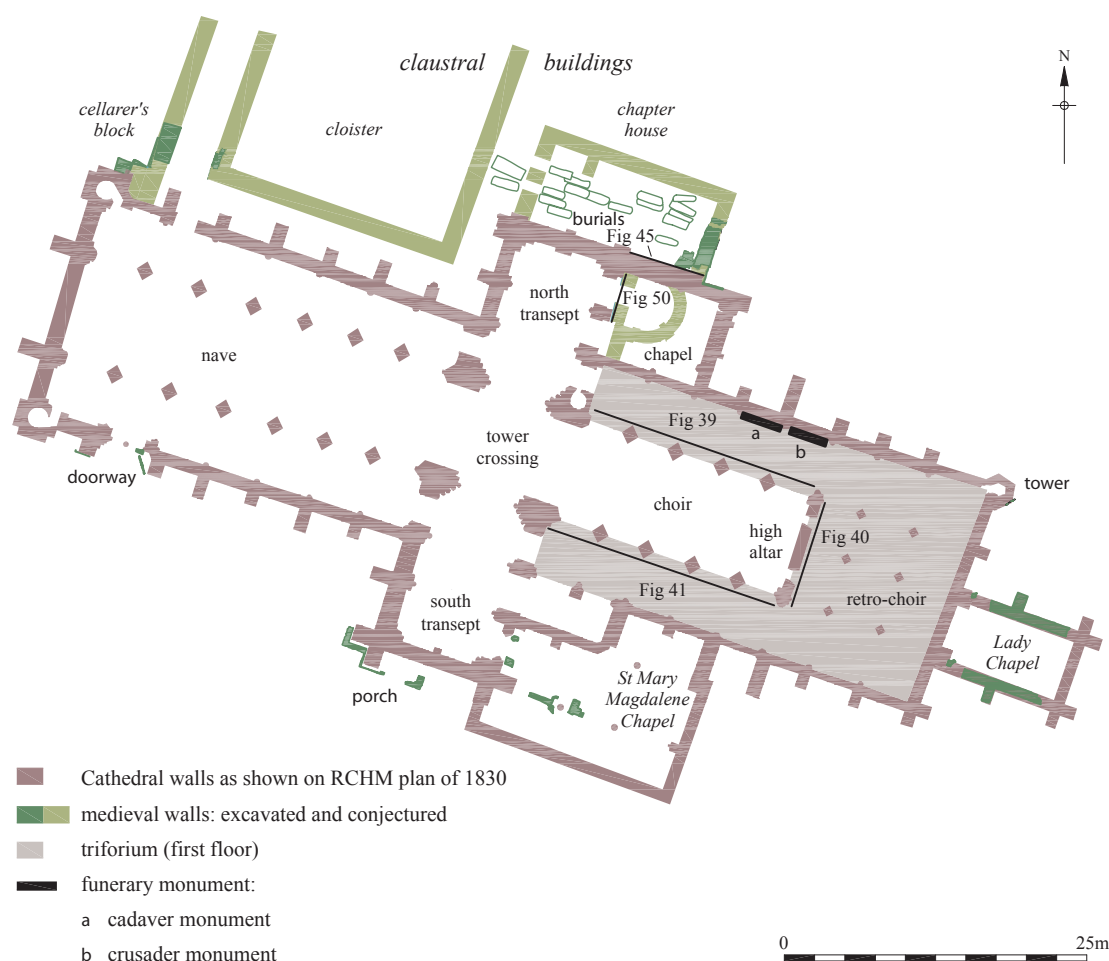 claustral buildings
N
cellarer's
block
cloister
chapter
house
burials
Fig 45
north
transept
Fig 50
chapel
nave
Fig 39
a
b
tower
crossing
doorway
tower
choir
high
altar
Fig 40
Fig 41
retro-choir
south
transept
Lady
Chapel
St Mary
Magdalene
Chapel
porch
Cathedral walls as shown on RCHM plan of 1830
medieval walls: excavated and conjectured
triforium (first floor)
funerary monument:
a cadaver monument
b crusader monument
0 25m